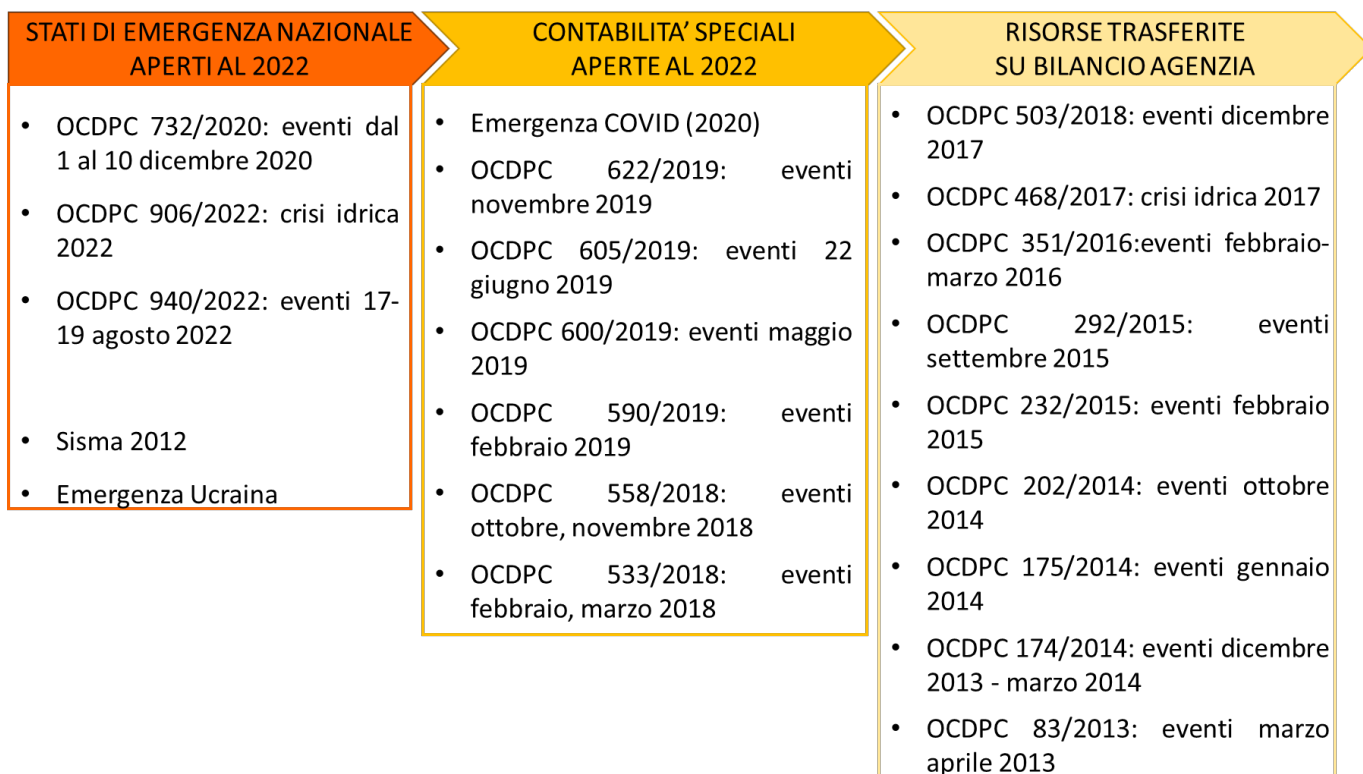 STATI DI EMERGENZA NAZIONALE
APERTI AL 2022
• OCDPC 732/2020: eventi dal
1 al 10 dicembre 2020
• OCDPC 906/2022: crisi idrica
2022
• OCDPC 940/2022: eventi 17-
19 agosto 2022
• Sisma 2012
• Emergenza Ucraina
CONTABILITA’ SPECIALI
APERTE AL 2022
• Emergenza COVID (2020)
• OCDPC 622/2019: eventi
novembre 2019
• OCDPC 605/2019: eventi 22
giugno 2019
• OCDPC 600/2019: eventi maggio
2019
• OCDPC 590/2019: eventi
febbraio 2019
• OCDPC 558/2018: eventi
ottobre, novembre 2018
• OCDPC 533/2018: eventi
febbraio, marzo 2018
RISORSE TRASFERITE
SU BILANCIO AGENZIA
• OCDPC 503/2018: eventi dicembre
2017
• OCDPC 468/2017: crisi idrica 2017
• OCDPC 351/2016:eventi febbraio-
marzo 2016
• OCDPC 292/2015: eventi
settembre 2015
• OCDPC 232/2015: eventi febbraio
2015
• OCDPC 202/2014: eventi ottobre
2014
• OCDPC 175/2014: eventi gennaio
2014
• OCDPC 174/2014: eventi dicembre
2013 - marzo 2014
• OCDPC 83/2013: eventi marzo
aprile 2013